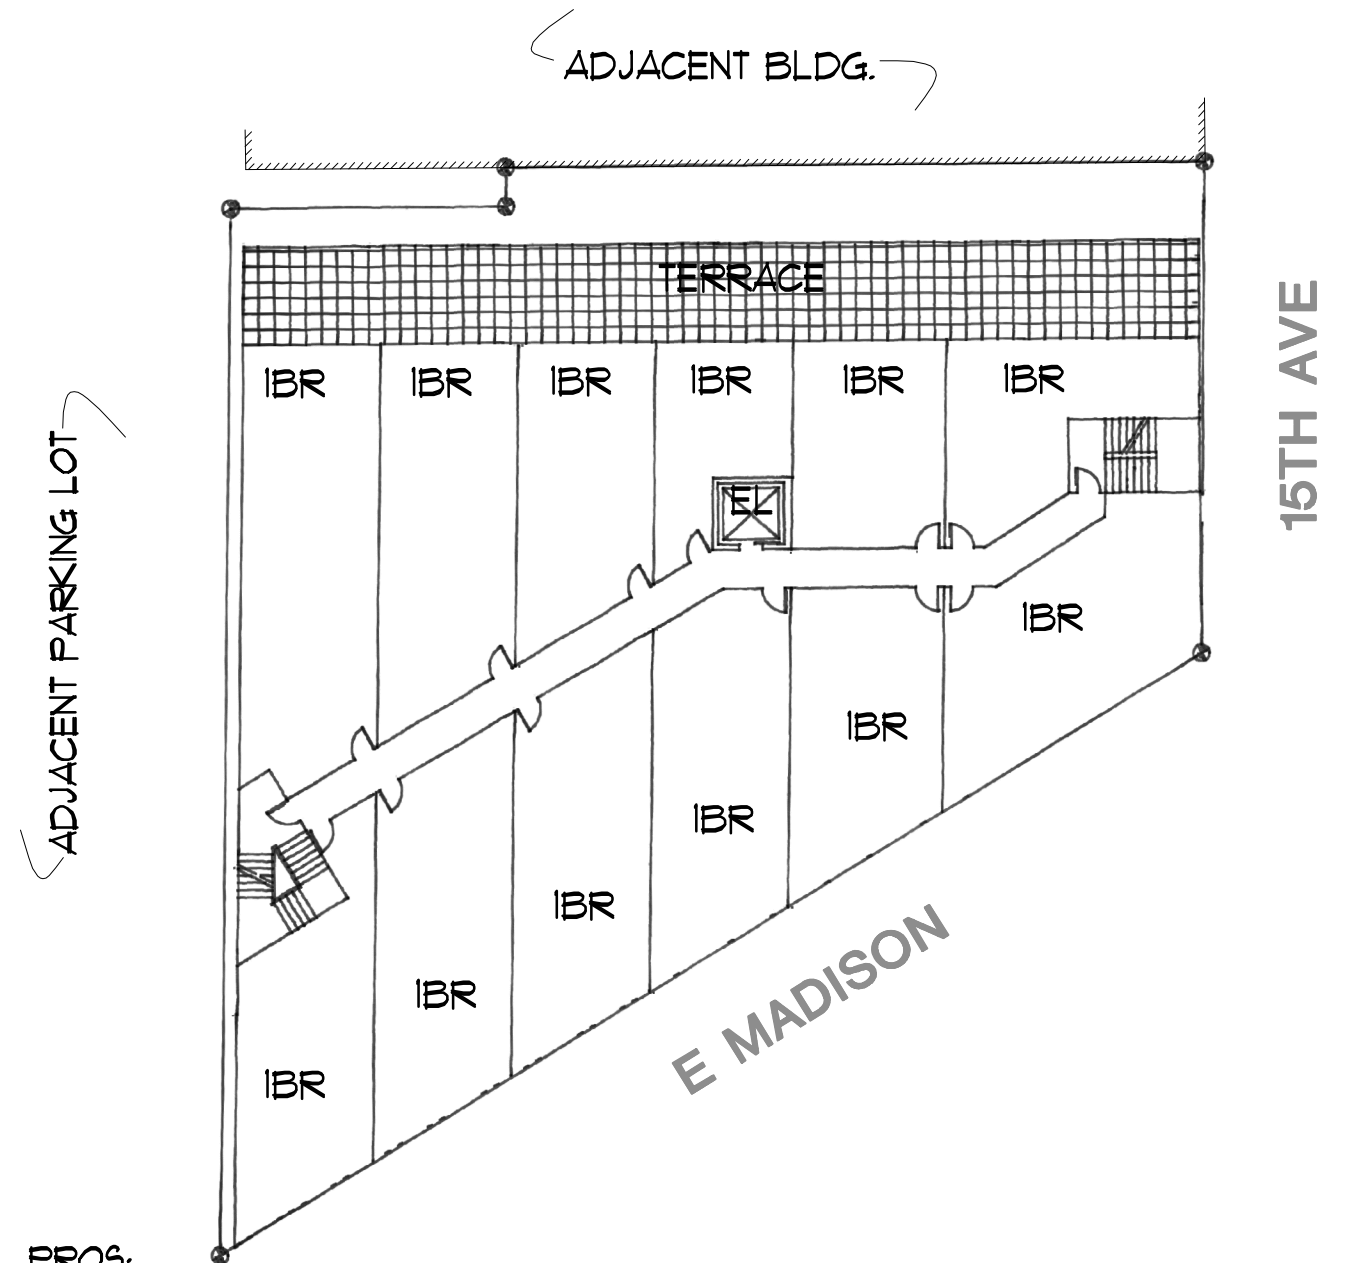 ADJACENT BLDG.
TERRACE
15TH AVE
1BR 1BR 1BR 1BR 1BR 1BR
ADJACENT PARKING LOT
EL
1BR
1BR
1BR
1BR
E MADISON
1BR
1BR
PROS: